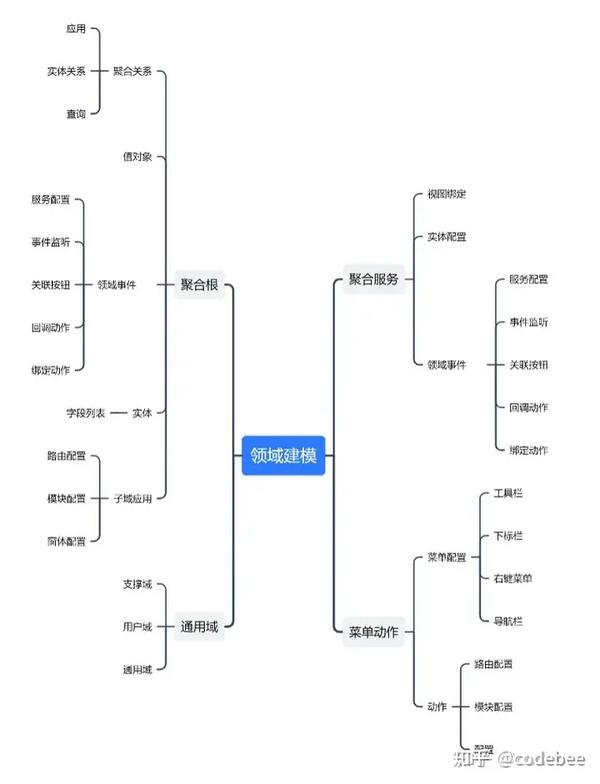 领域建模
聚合根
聚合关系
应用
实体关系
查询
值对象
领域事件
服务配置
事件监听
关联按钮
回调动作
绑定动作
实体
字段列表
子域应用
路由配置
模块配置
窗体配置
通用域
支撑域
用户域
通用域
聚合服务
视图绑定
实体配置
领域事件
服务配置
事件监听
关联按钮
回调动作
绑定动作
菜单动作
菜单配置
工具栏
下标栏
右键菜单
导航栏
动作
路由配置
模块配置
配置
知乎 @codebee